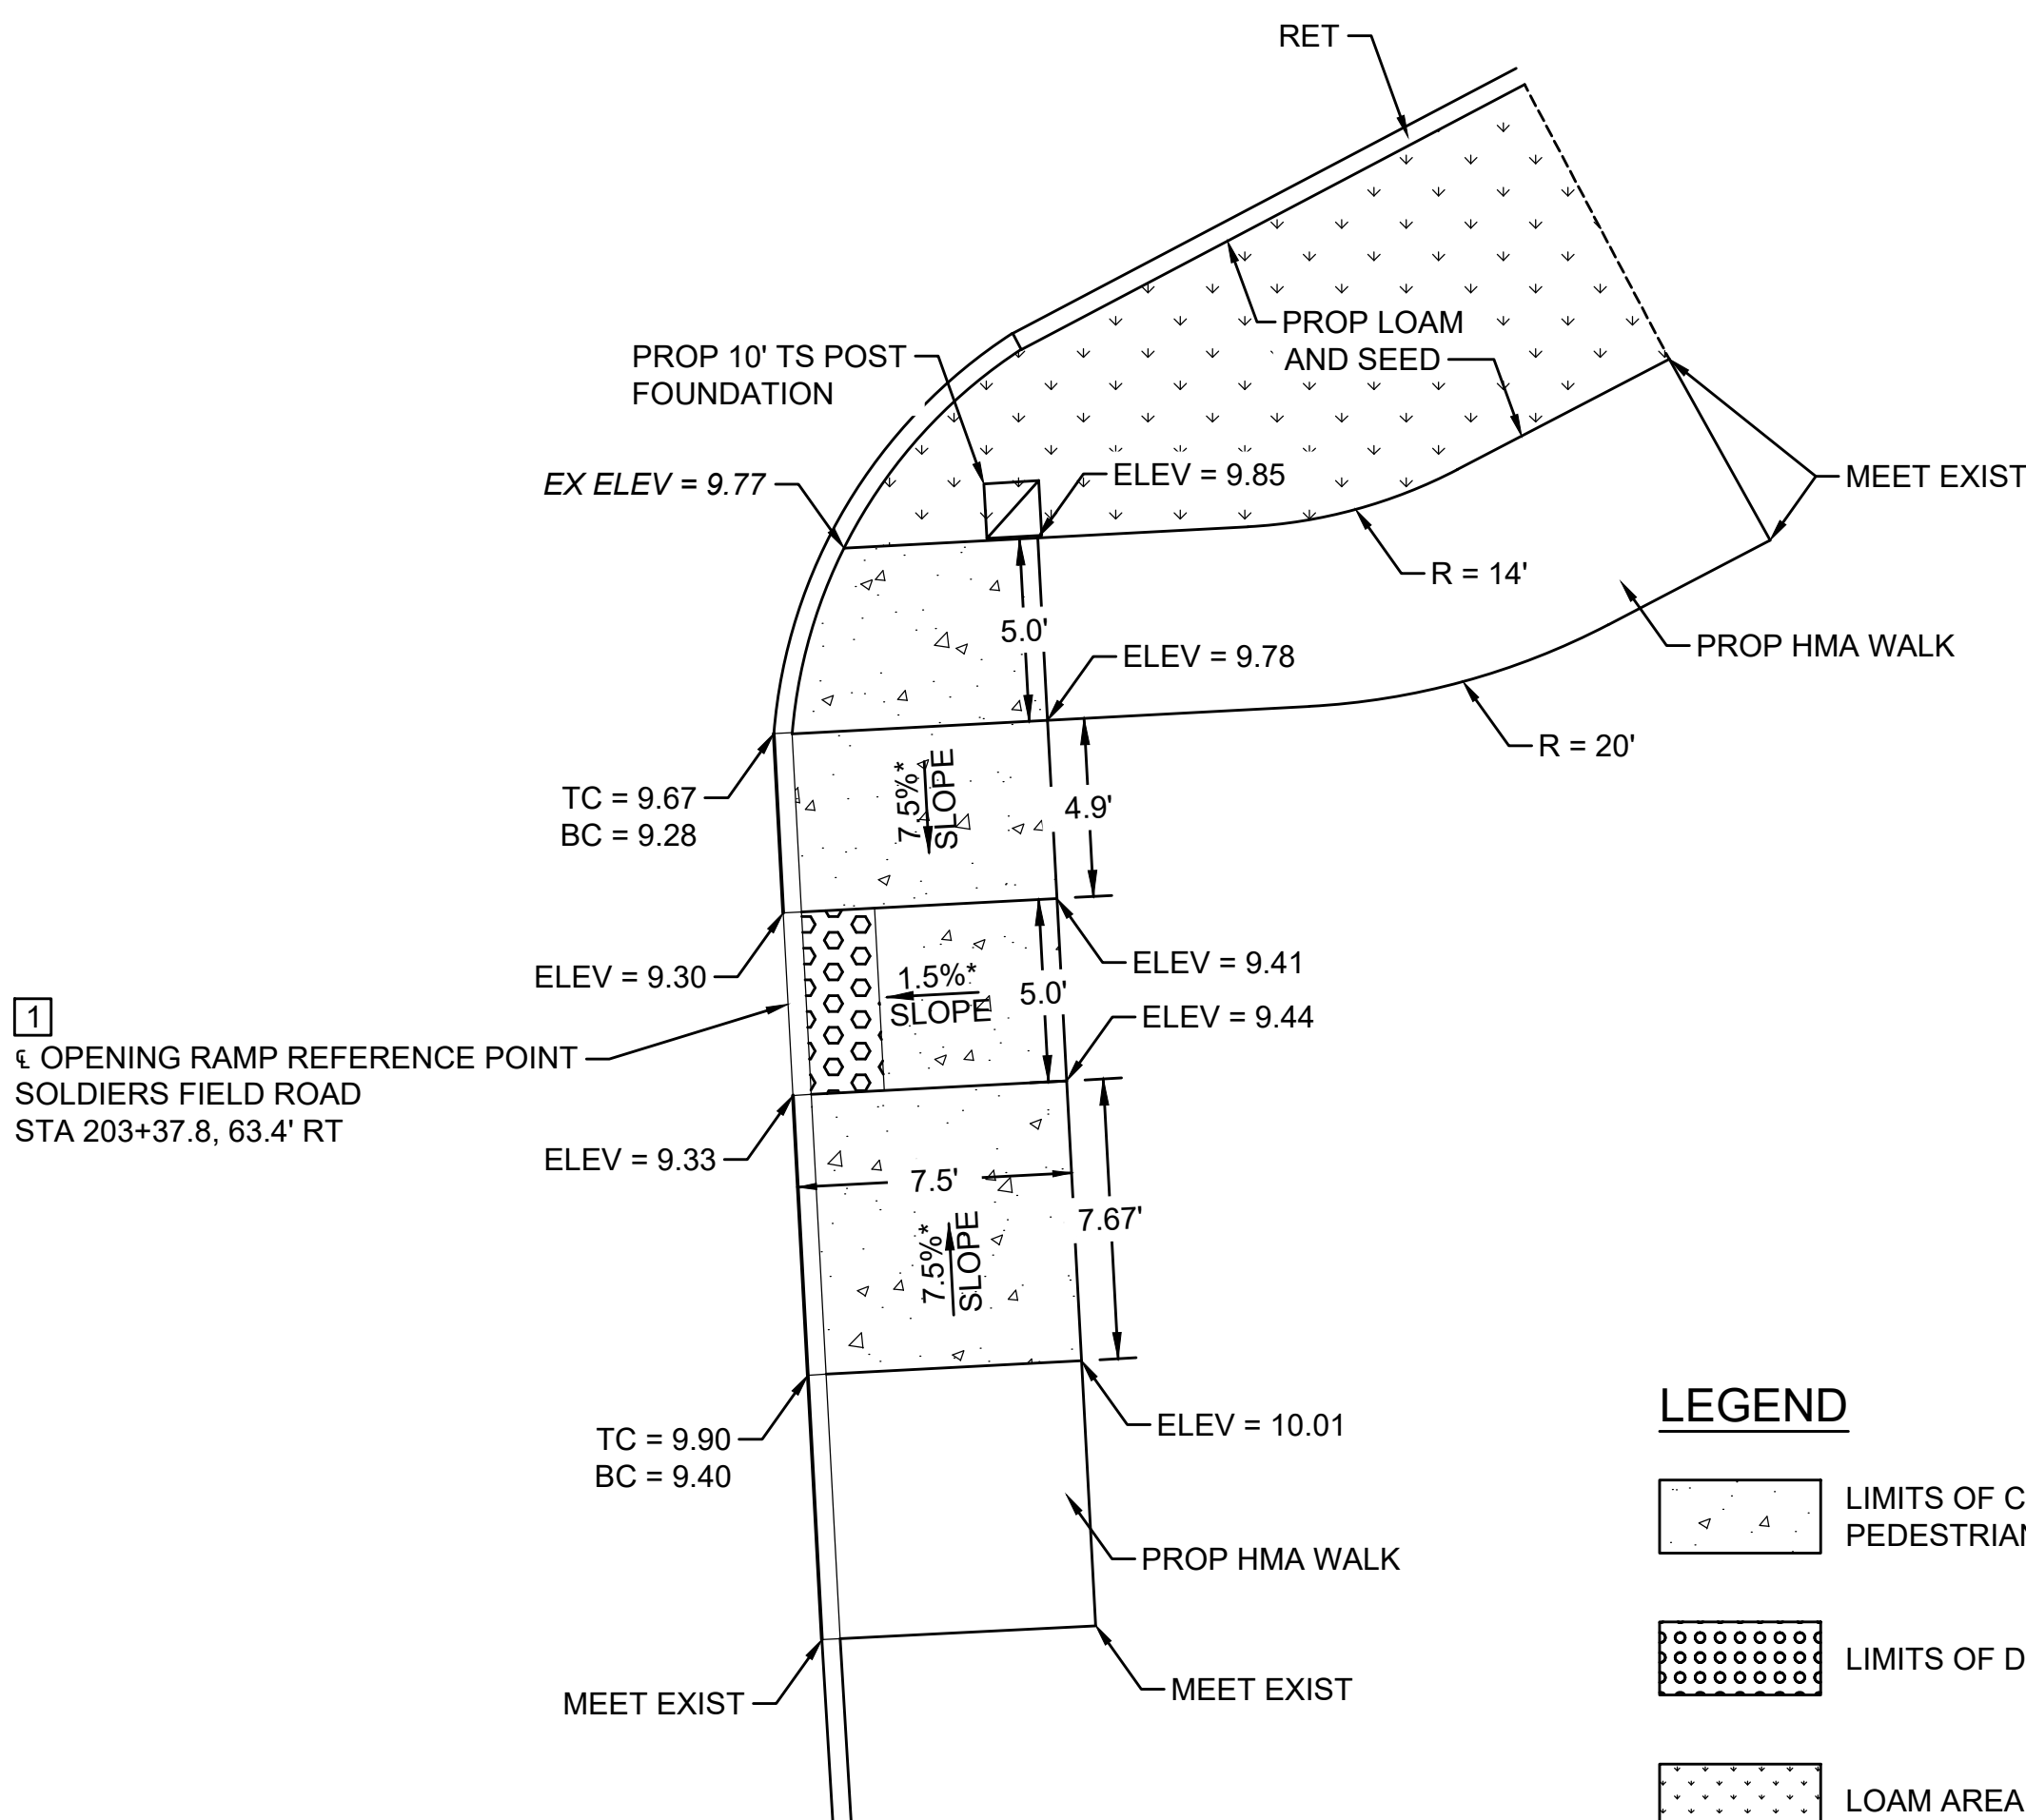 RET
PROP LOAM
AND SEED
PROP 10' TS POST
FOUNDATION
EX ELEV = 9.77
ELEV = 9.85
MEET EXIST
R = 14'
5.0'
ELEV = 9.78
PROP HMA WALK
R = 20'
TC = 9.67
BC = 9.28
7.5%*
SLOPE
4.9'
ELEV = 9.30
1.5%*
SLOPE
5.0'
ELEV = 9.41
ELEV = 9.44
1
℄ OPENING RAMP REFERENCE POINT
SOLDIERS FIELD ROAD
STA 203+37.8, 63.4' RT
ELEV = 9.33
7.5'
7.67'
7.5%*
SLOPE
TC = 9.90
BC = 9.40
ELEV = 10.01
PROP HMA WALK
MEET EXIST
MEET EXIST
LEGEND
LIMITS OF C
PEDESTRIAN
LIMITS OF D
LOAM AREA